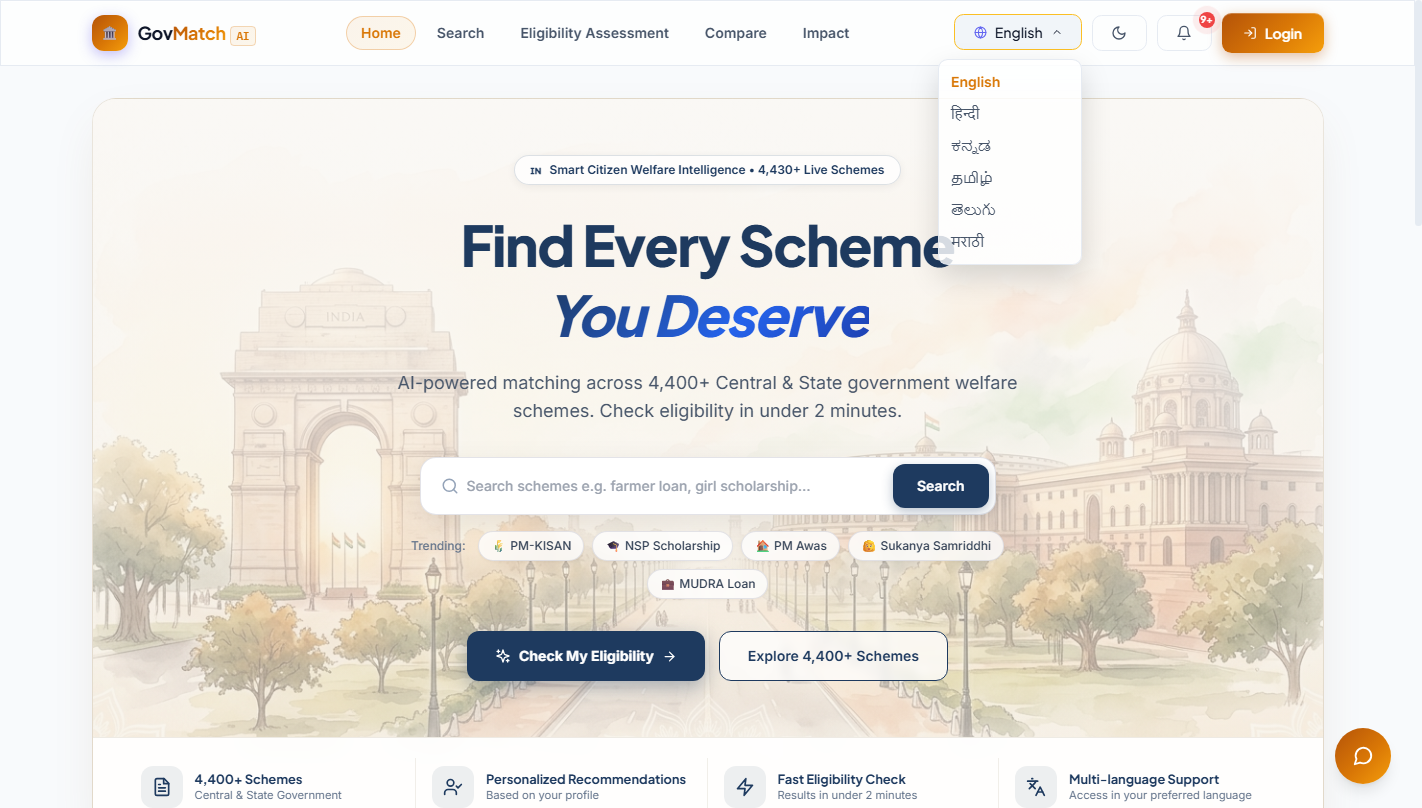 GovMatch AI
Home
Search
Eligibility Assessment
Compare
Impact
English
9+
Login
English
हिन्दी
ಕನ್ನಡ
தமிழ்
తెలుగు
मराठी
IN Smart Citizen Welfare Intelligence • 4,430+ Live Schemes
Find Every Scheme
You Deserve
INDIA
AI-powered matching across 4,400+ Central & State government welfare
schemes. Check eligibility in under 2 minutes.
Search schemes e.g. farmer loan, girl scholarship...
Search
Trending:
PM-KISAN
NSP Scholarship
PM Awas
Sukanya Samriddhi
MUDRA Loan
Check My Eligibility
Explore 4,400+ Schemes
4,400+ Schemes
Central & State Government
Personalized Recommendations
Based on your profile
Fast Eligibility Check
Results in under 2 minutes
Multi-language Support
Access in your preferred language